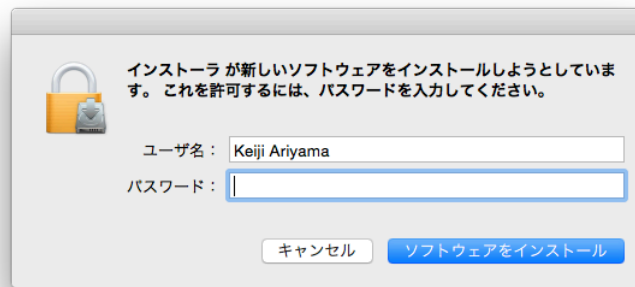 インストーラ が新しいソフトウェアをインストールしようとしていま
す。 これを許可するには、パスワードを入力してください。
ユーザ名： Keiji Ariyama
パスワード：
キャンセル ソフトウェアをインストール